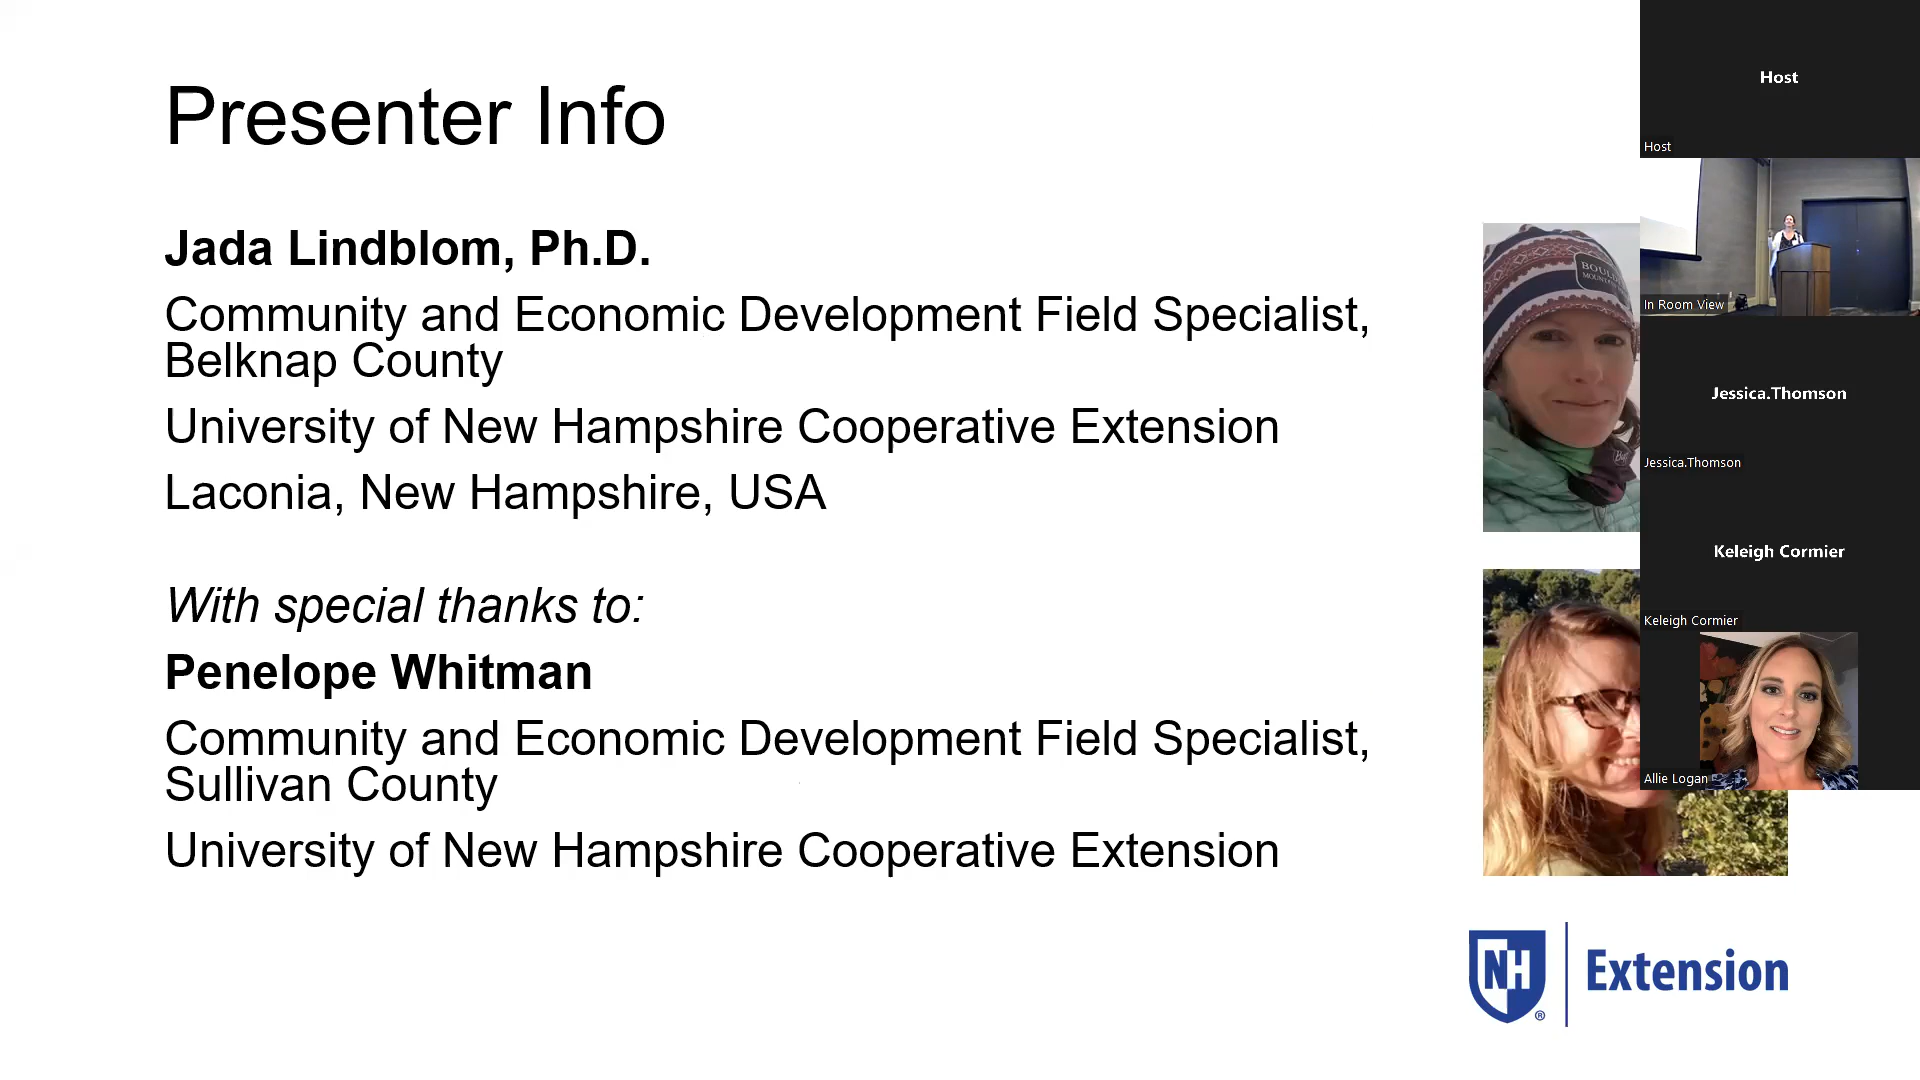 Presenter Info
Jada Lindblom, Ph.D.
Community and Economic Development Field Specialist,
Belknap County
University of New Hampshire Cooperative Extension
Laconia, New Hampshire, USA
With special thanks to:
Penelope Whitman
Community and Economic Development Field Specialist,
Sullivan County
University of New Hampshire Cooperative Extension
NH
®
Extension
Host
Host
In Room View
Jessica.Thomson
Jessica.Thomson
Keleigh Cormier
Keleigh Cormier
Allie Logan